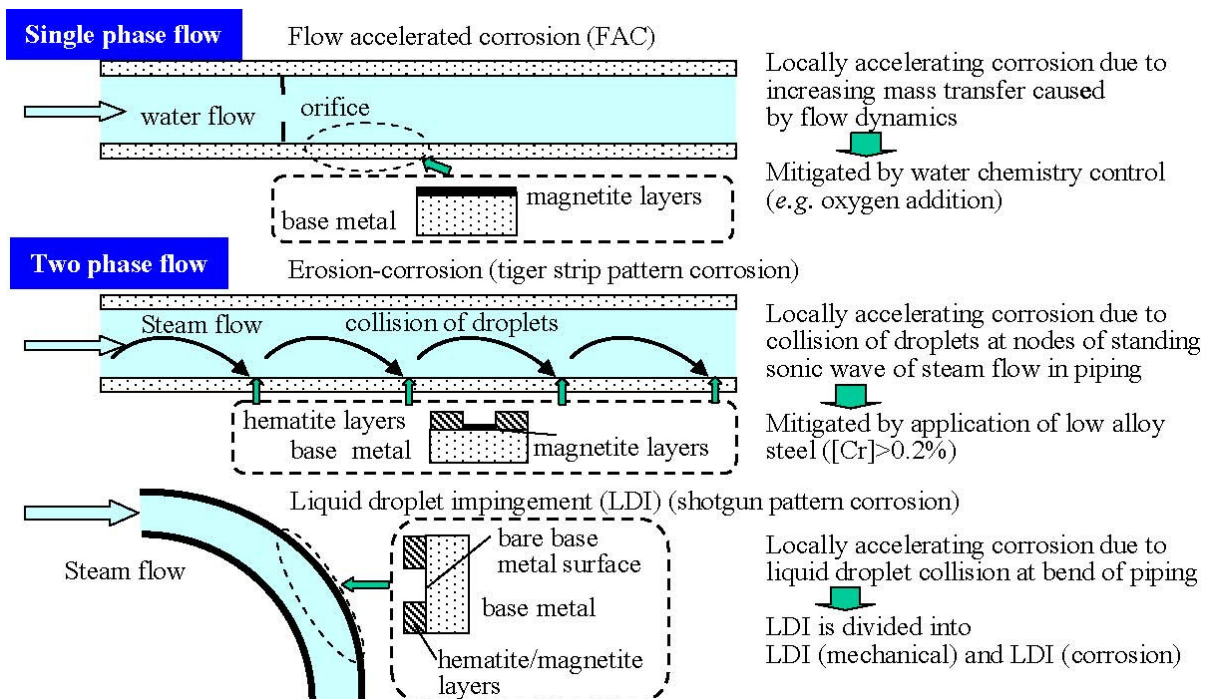 Single phase flow
Flow accelerated corrosion (FAC)
water flow
orifice
base metal
magnetite layers
Locally accelerating corrosion due to
increasing mass transfer caused
by flow dynamics
Mitigated by water chemistry control
(e.g. oxygen addition)
Two phase flow
Erosion-corrosion (tiger strip pattern corrosion)
Steam flow
collision of droplets
hematite layers
base metal
magnetite layers
Locally accelerating corrosion due to
collision of droplets at nodes of standing
sonic wave of steam flow in piping
Mitigated by application of low alloy
steel ([Cr]>0.2%)
Liquid droplet impingement (LDI) (shotgun pattern corrosion)
Steam flow
bare base
metal surface
base metal
hematite/magnetite
layers
Locally accelerating corrosion due to
liquid droplet collision at bend of piping
LDI is divided into
LDI (mechanical) and LDI (corrosion)